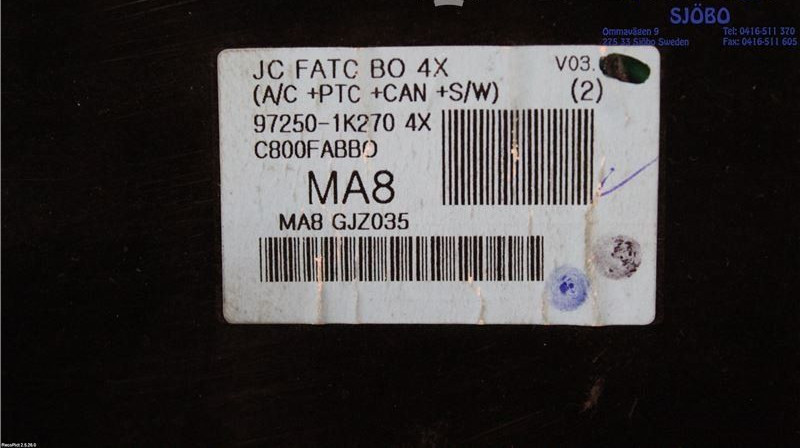 SJÖBO
Ommavägen 9 Tel: 0416-511 370
275 33 Sjöbo Sweden Fax: 0416-511 605
JC FATC BO 4X V03.
(A/C +PTC +CAN +S/W) (2)
97250-1K270 4X
C800FABBO
MA8
MA8 GJZ035